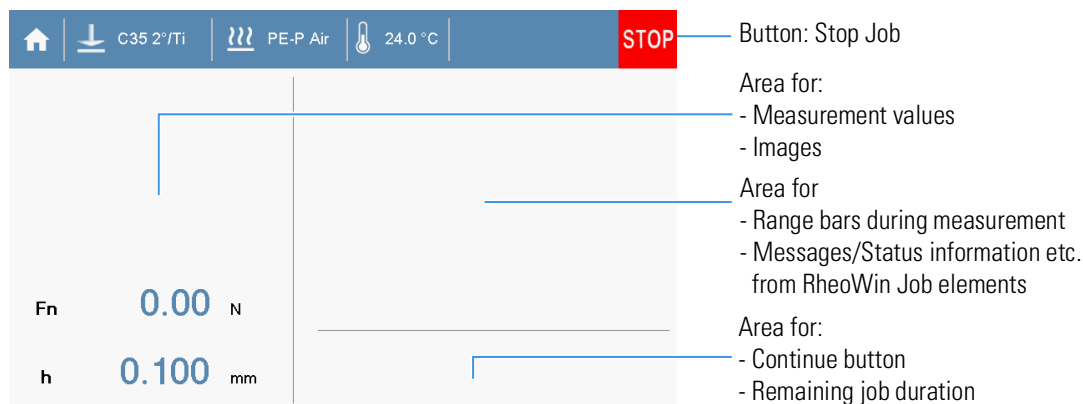 C35 2°/Ti PE-P Air 24.0 °C STOP
Button: Stop Job
Area for:
- Measurement values
- Images
Area for
- Range bars during measurement
- Messages/Status information etc.
from RheoWin Job elements
Fn 0.00 N
h 0.100 mm
Area for:
- Continue button
- Remaining job duration